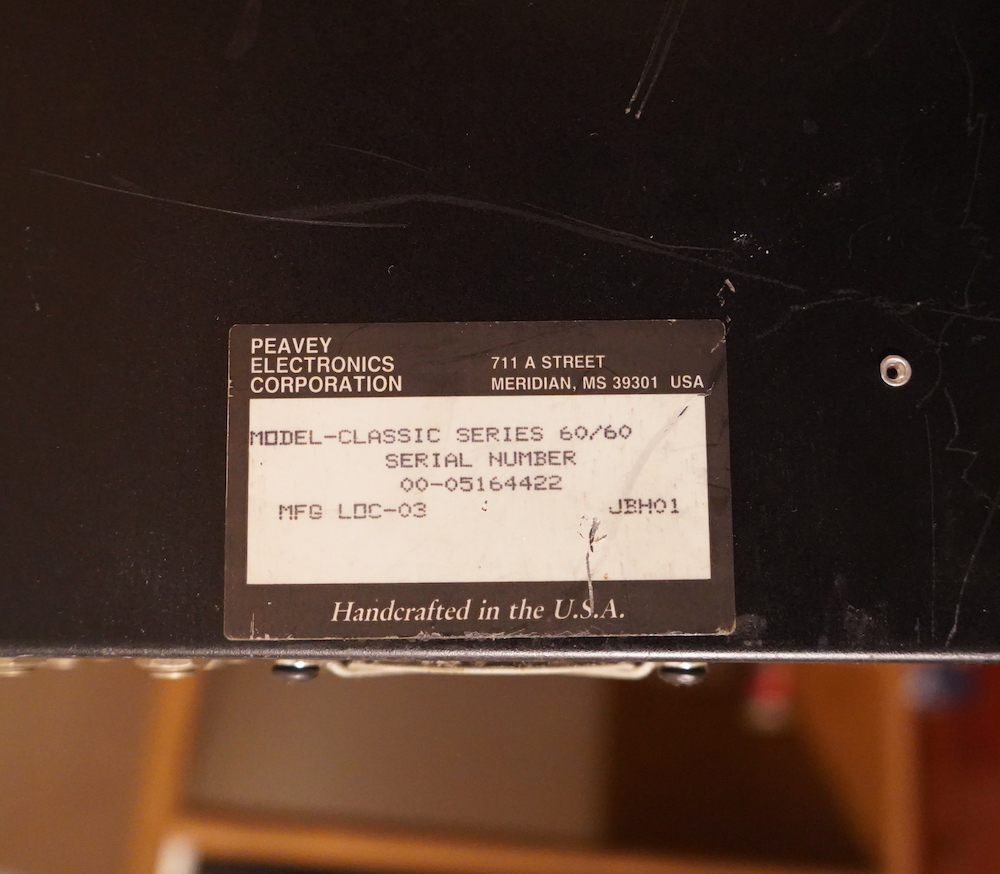 PEAVEY
ELECTRONICS
CORPORATION
711 A STREET
MERIDIAN, MS 39301 USA
MODEL-CLASSIC SERIES 60/60
SERIAL NUMBER
00-05164422
MFG LOC-03 JBH01
Handcrafted in the U.S.A.